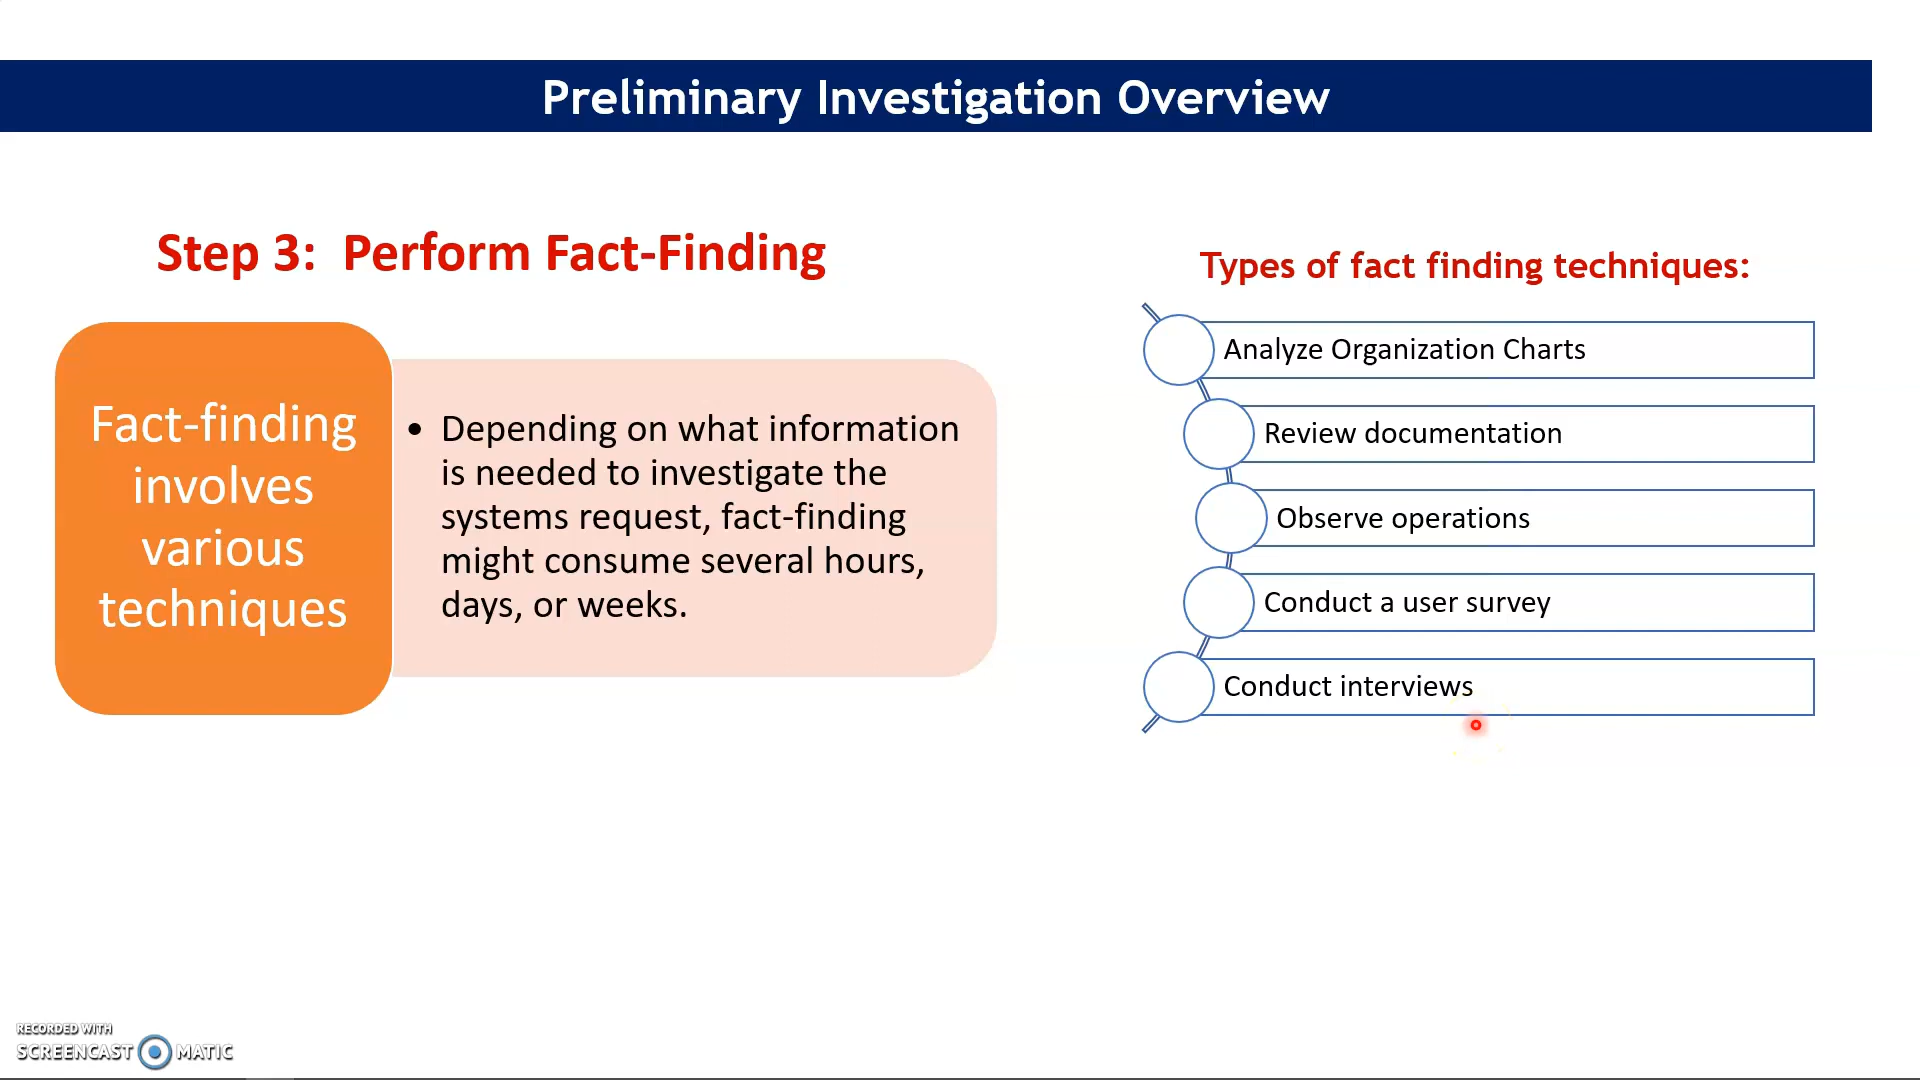 Preliminary Investigation Overview
Step 3: Perform Fact-Finding
Fact-finding
involves
various
techniques
• Depending on what information
is needed to investigate the
systems request, fact-finding
might consume several hours,
days, or weeks.
Types of fact finding techniques:
Analyze Organization Charts
Review documentation
Observe operations
Conduct a user survey
Conduct interviews
RECORDED WITH
SCREENCAST MATIC